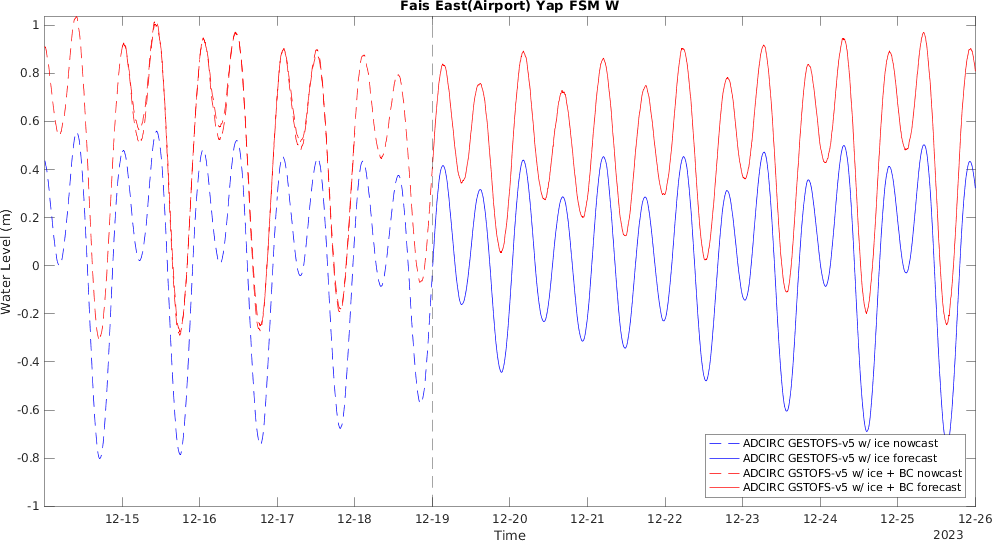 Fais East(Airport) Yap FSM W
Water Level (m)
1
0.8
0.6
0.4
0.2
0
-0.2
-0.4
-0.6
-0.8
-1
12-15 12-16 12-17 12-18 12-19 12-20 12-21 12-22 12-23 12-24 12-25 12-26
Time
2023
ADCIRC GESTOFS-v5 w/ ice nowcast
ADCIRC GESTOFS-v5 w/ ice forecast
ADCIRC GSTOFS-v5 w/ ice + BC nowcast
ADCIRC GSTOFS-v5 w/ ice + BC forecast